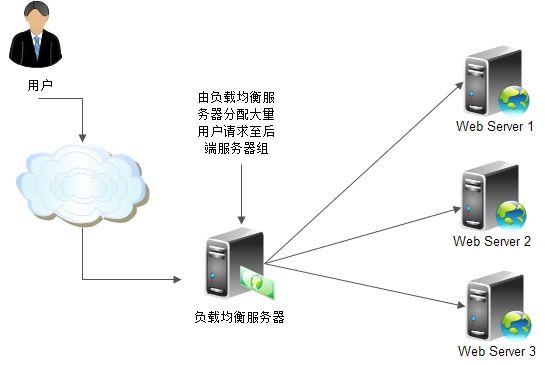 用户
由负载均衡服
务器分配大量
用户请求至后
端服务器组
Web Server 1
Web Server 2
负载均衡服务器
Web Server 3